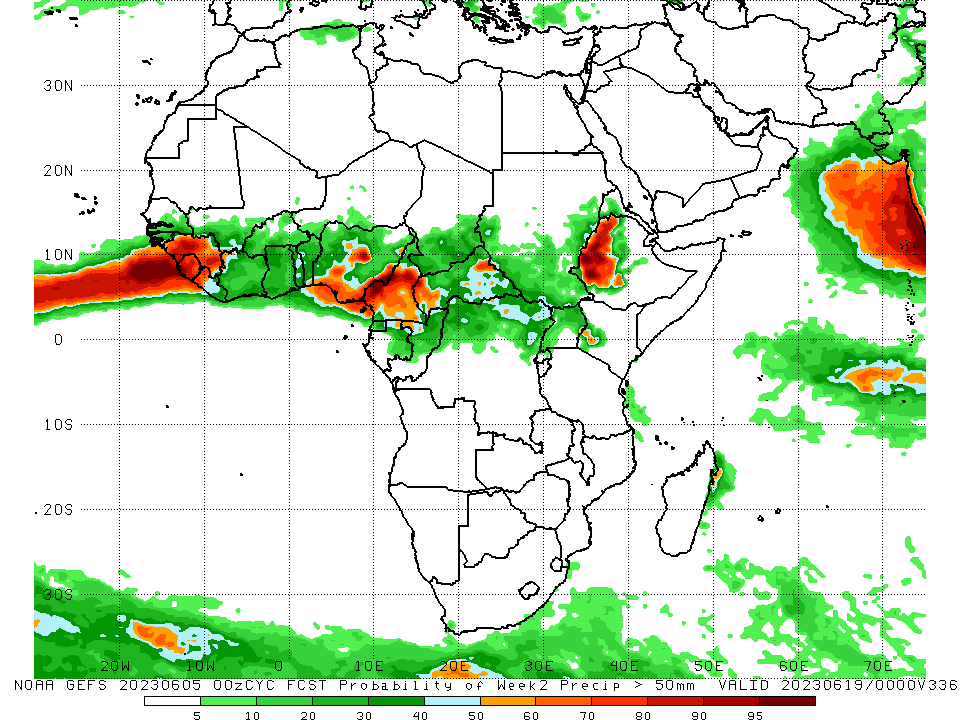 30N
20N
10N
0
10S
20S
30S
20W 10W 0 10E 20E 30E 40E 50E 60E 70E
NOAA GEFS 20230605 00zCYC FCST Probability of Week2 Precip > 50mm VALID 20230619/0000V336
5 10 20 30 40 50 60 70 80 90 95